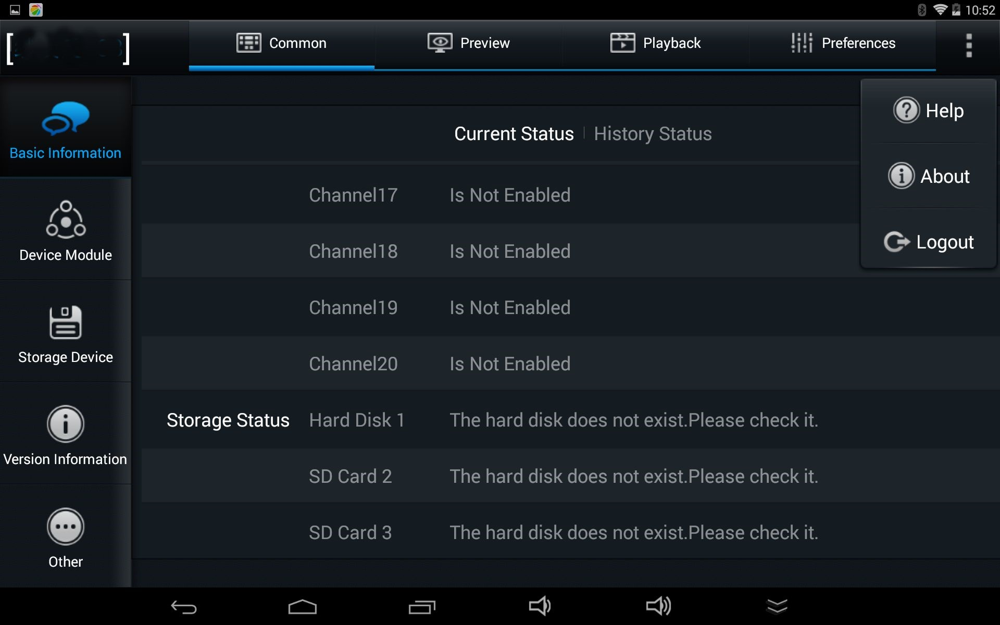 10:52
Common
Preview
Playback
Preferences
Basic Information
Device Module
Storage Device
Version Information
Other
Current Status
History Status
Channel17 Is Not Enabled
Channel18 Is Not Enabled
Channel19 Is Not Enabled
Channel20 Is Not Enabled
Storage Status Hard Disk 1 The hard disk does not exist.Please check it.
SD Card 2 The hard disk does not exist.Please check it.
SD Card 3 The hard disk does not exist.Please check it.
Help
About
Logout